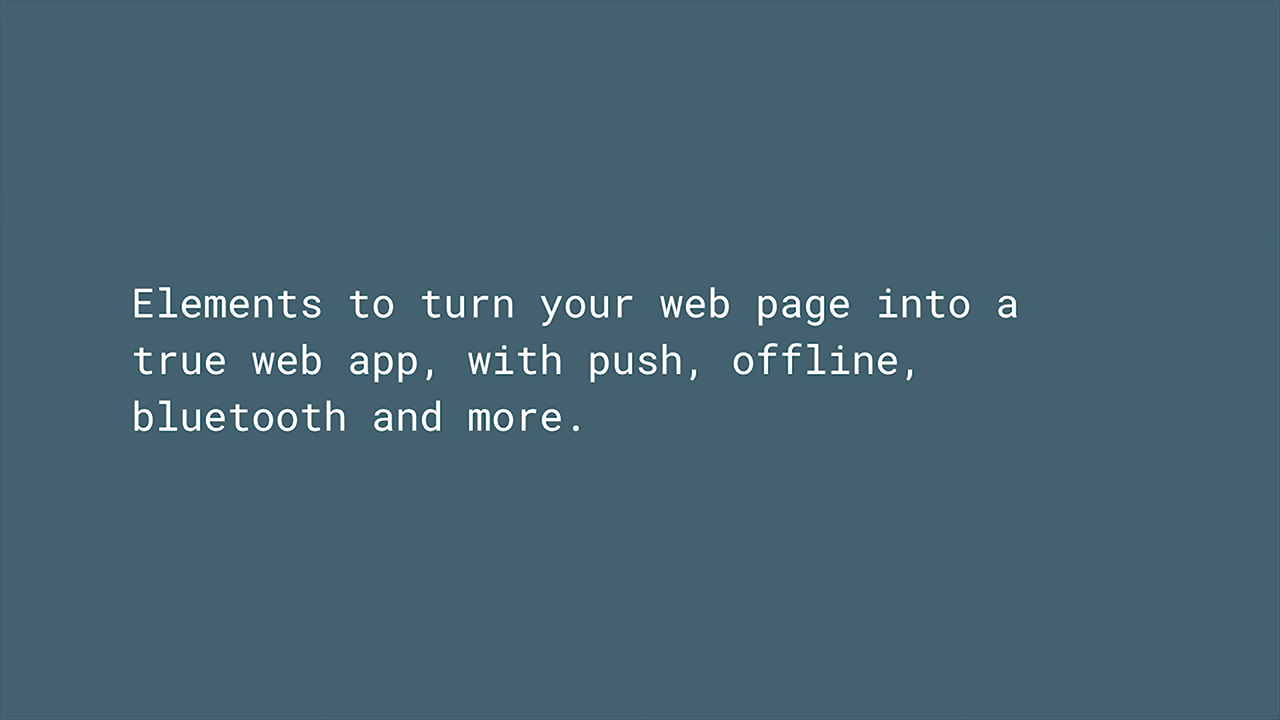 Elements to turn your web page into a
true web app, with push, offline,
bluetooth and more.